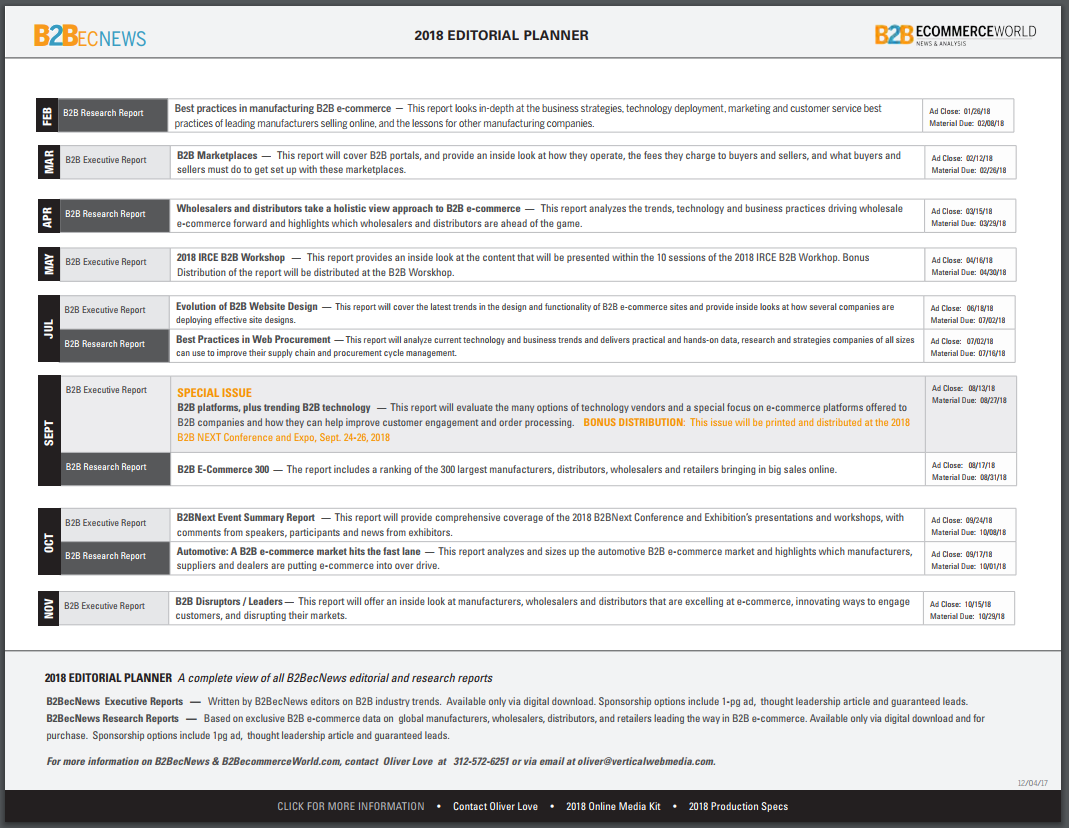 B2BECNEWS
2018 EDITORIAL PLANNER
B2B ECOMMERCEWORLD
NEWS & ANALYSIS
FEB
B2B Research Report
Best practices in manufacturing B2B e-commerce — This report looks in-depth at the business strategies, technology deployment, marketing and customer service best
practices of leading manufacturers selling online, and the lessons for other manufacturing companies.
Ad Close: 01/26/18
Material Due: 02/08/18
MAR
B2B Executive Report
B2B Marketplaces — This report will cover B2B portals, and provide an inside look at how they operate, the fees they charge to buyers and sellers, and what buyers and
sellers must do to get set up with these marketplaces.
Ad Close: 02/12/18
Material Due: 02/26/18
APR
B2B Research Report
Wholesalers and distributors take a holistic view approach to B2B e-commerce — This report analyzes the trends, technology and business practices driving wholesale
e-commerce forward and highlights which wholesalers and distributors are ahead of the game.
Ad Close: 03/15/18
Material Due: 03/29/18
MAY
B2B Executive Report
2018 IRCE B2B Workshop — This report provides an inside look at the content that will be presented within the 10 sessions of the 2018 IRCE B2B Workhop. Bonus
Distribution of the report will be distributed at the B2B Worskhop.
Ad Close: 04/16/18
Material Due: 04/30/18
JUL
B2B Executive Report
Evolution of B2B Website Design — This report will cover the latest trends in the design and functionality of B2B e-commerce sites and provide inside looks at how several companies are
deploying effective site designs.
Ad Close: 06/18/18
Material Due: 07/02/18
B2B Research Report
Best Practices in Web Procurement — This report will analyze current technology and business trends and delivers practical and hands-on data, research and strategies companies of all sizes
can use to improve their supply chain and procurement cycle management.
Ad Close: 07/02/18
Material Due: 07/16/18
SEPT
B2B Executive Report
SPECIAL ISSUE
B2B platforms, plus trending B2B technology — This report will evaluate the many options of technology vendors and a special focus on e-commerce platforms offered to
B2B companies and how they can help improve customer engagement and order processing. BONUS DISTRIBUTION: This issue will be printed and distributed at the 2018
B2B NEXT Conference and Expo, Sept. 24-26, 2018
Ad Close: 08/13/18
Material Due: 08/27/18
B2B Research Report
B2B E-Commerce 300 — The report includes a ranking of the 300 largest manufacturers, distributors, wholesalers and retailers bringing in big sales online.
Ad Close: 08/17/18
Material Due: 08/31/18
OCT
B2B Executive Report
B2BNext Event Summary Report — This report will provide comprehensive coverage of the 2018 B2BNext Conference and Exhibition's presentations and workshops, with
comments from speakers, participants and news from exhibitors.
Ad Close: 09/24/18
Material Due: 10/08/18
B2B Research Report
Automotive: A B2B e-commerce market hits the fast lane — This report analyzes and sizes up the automotive B2B e-commerce market and highlights which manufacturers,
suppliers and dealers are putting e-commerce into over drive.
Ad Close: 09/17/18
Material Due: 10/01/18
NOV
B2B Executive Report
B2B Disruptors / Leaders — This report will offer an inside look at manufacturers, wholesalers and distributors that are excelling at e-commerce, innovating ways to engage
customers, and disrupting their markets.
Ad Close: 10/15/18
Material Due: 10/29/18
2018 EDITORIAL PLANNER A complete view of all B2BecNews editorial and research reports
B2BecNews Executive Reports — Written by B2BecNews editors on B2B industry trends. Available only via digital download. Sponsorship options include 1-pg ad, thought leadership article and guaranteed leads.
B2BecNews Research Reports — Based on exclusive B2B e-commerce data on global manufacturers, wholesalers, distributors, and retailers leading the way in B2B e-commerce. Available only via digital download and for
purchase. Sponsorship options include 1pg ad, thought leadership article and guaranteed leads.
For more information on B2BecNews & B2BecommerceWorld.com, contact Oliver Love at 312-572-6251 or via email at oliver@verticalwebmedia.com.
12/04/17
CLICK FOR MORE INFORMATION • Contact Oliver Love • 2018 Online Media Kit • 2018 Production Specs